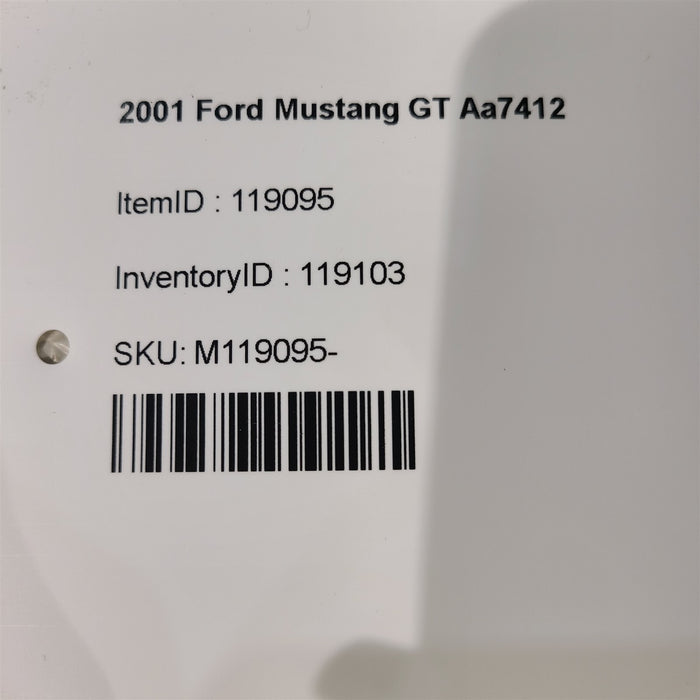 2001 Ford Mustang GT Aa7412
ItemID : 119095
InventoryID : 119103
SKU: M119095-